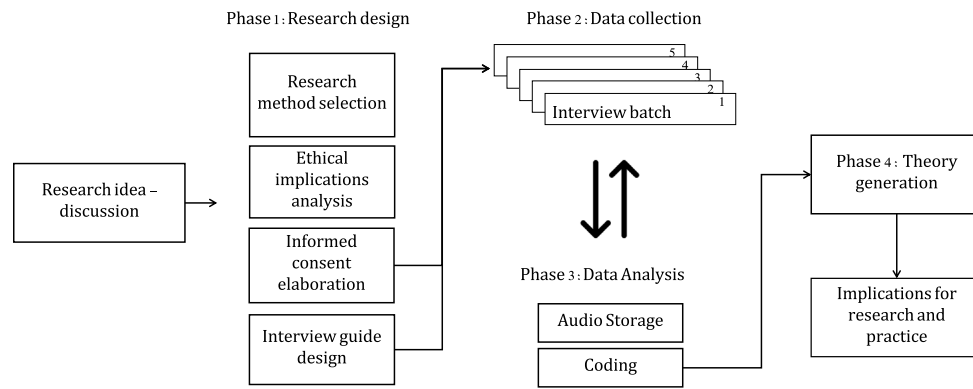 Phase 1: Research design
Research
method selection
Ethical
implications
analysis
Informed
consent
elaboration
Interview guide
design
Research idea –
discussion
Phase 2: Data collection
5
4
3
2
1
Interview batch
Phase 3: Data Analysis
Audio Storage
Coding
Phase 4: Theory
generation
Implications for
research and
practice